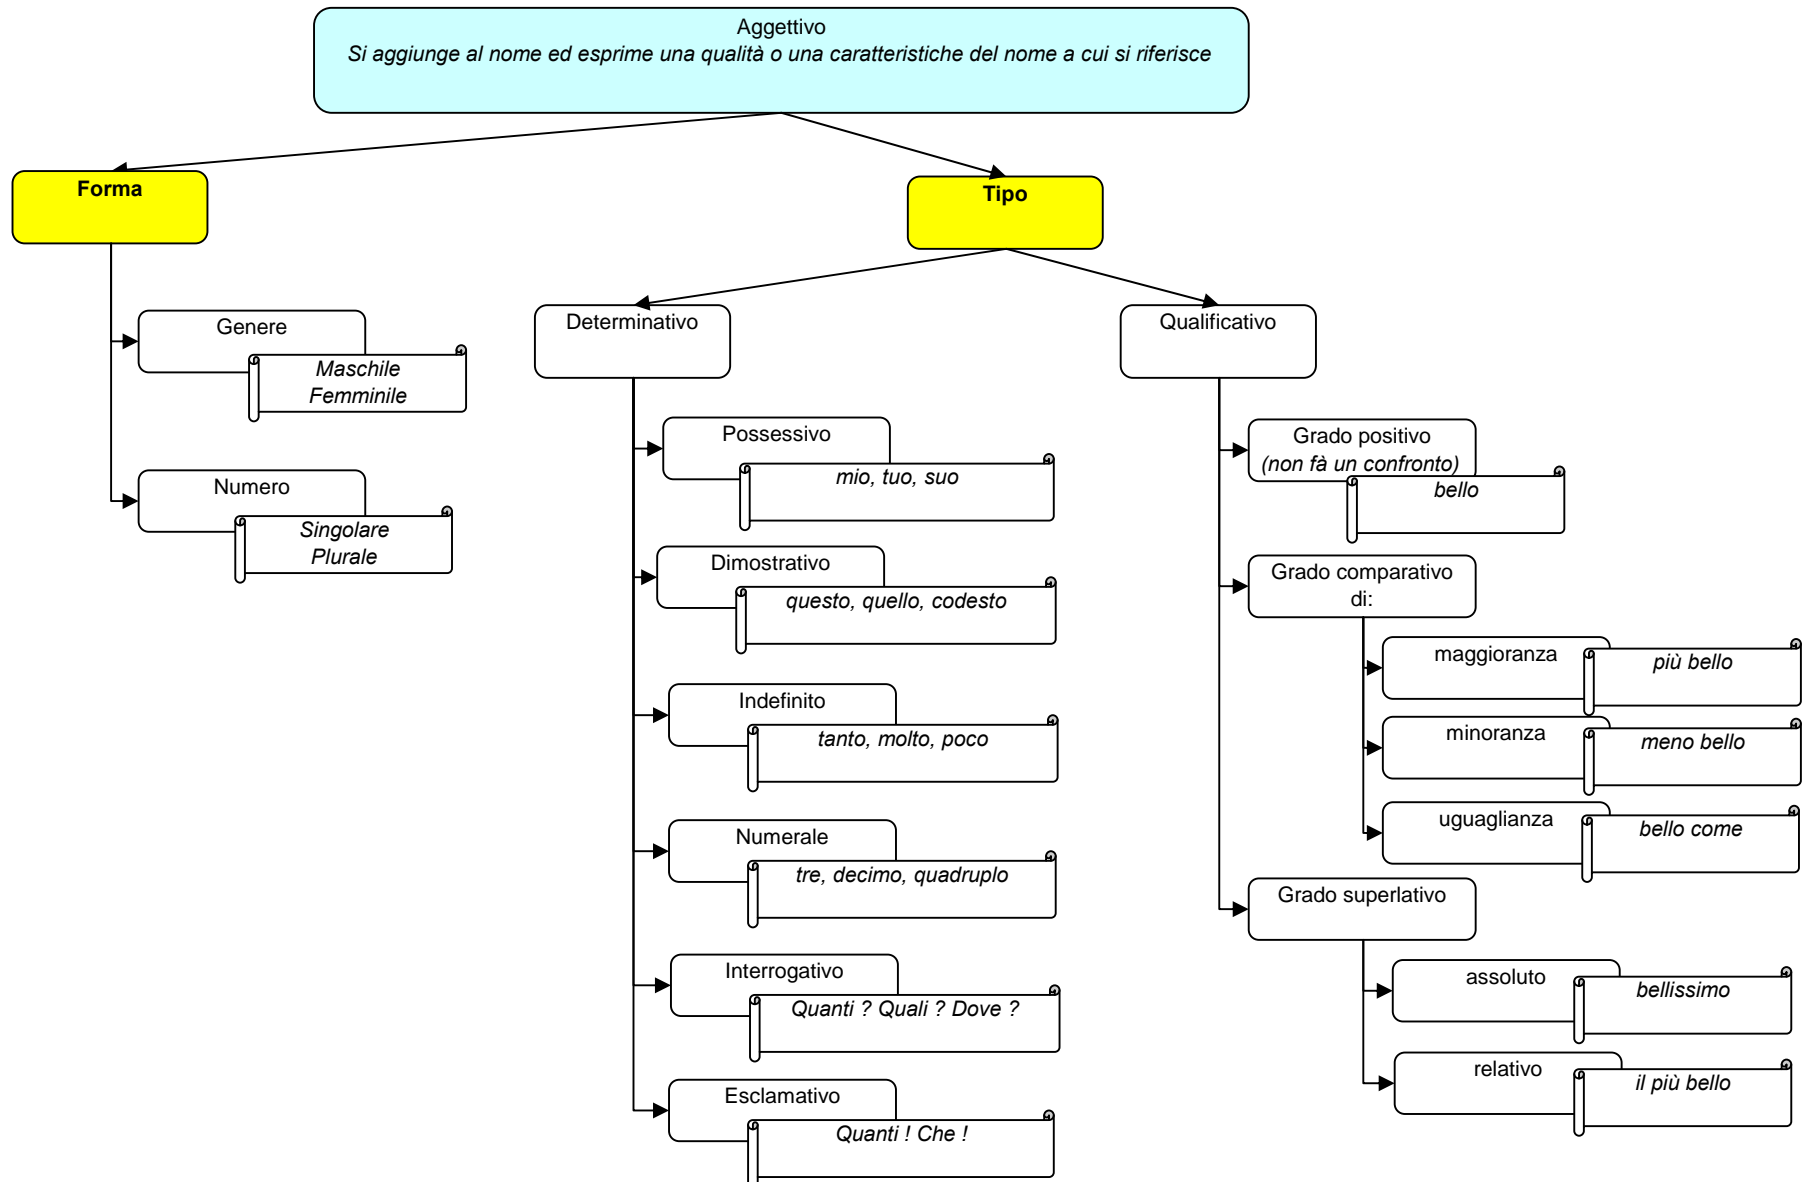 Aggettivo
Si aggiunge al nome ed esprime una qualità o una caratteristiche del nome a cui si riferisce
Forma
Genere
Maschile
Femminile
Numero
Singolare
Plurale
Tipo
Determinativo
Possessivo
mio, tuo, suo
Dimostrativo
questo, quello, codesto
Indefinito
tanto, molto, poco
Numerale
tre, decimo, quadruplo
Interrogativo
Quanti ? Quali ? Dove ?
Esclamativo
Quanti ! Che !
Qualificativo
Grado positivo
(non fà un confronto)
bello
Grado comparativo
di:
maggioranza
più bello
minoranza
meno bello
uguaglianza
bello come
Grado superlativo
assoluto
bellissimo
relativo
il più bello